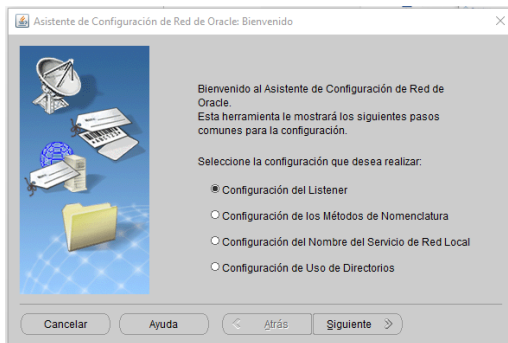 Asistente de Configuración de Red de Oracle: Bienvenido
Bienvenido al Asistente de Configuración de Red de
Oracle.
Esta herramienta le mostrará los siguientes pasos
comunes para la configuración.
Seleccione la configuración que desea realizar:
Configuración del Listener
Configuración de los Métodos de Nomenclatura
Configuración del Nombre del Servicio de Red Local
Configuración de Uso de Directorios
Cancelar Ayuda Atrás Siguiente